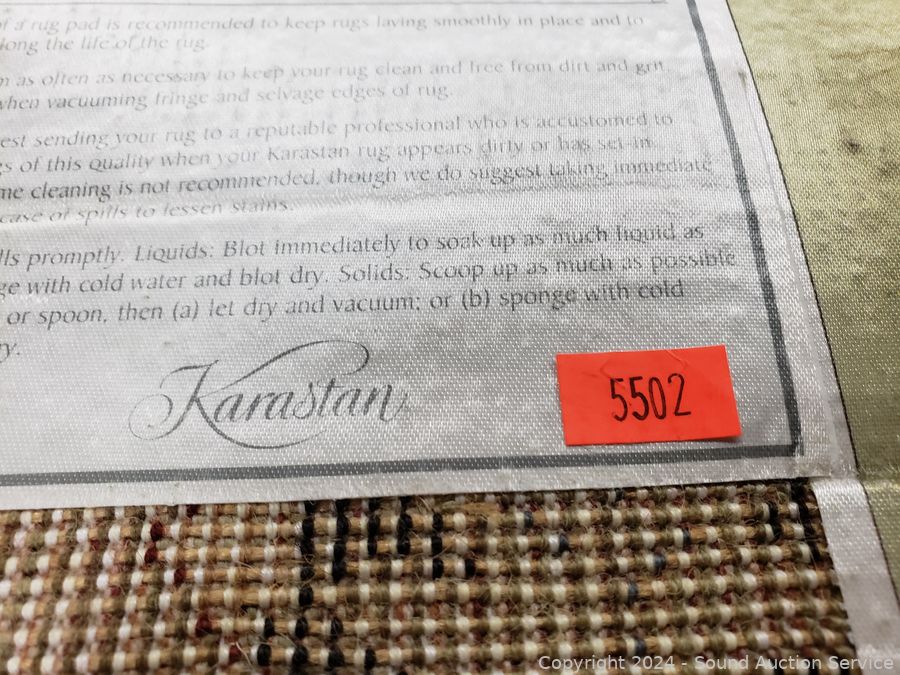 of a rug pad is recommended to keep rugs laying smoothly in place and to
long the life of the rug.
m as often as necessary to keep your rug clean and free from dirt and grit.
when vacuuming fringe and selvage edges of rug.
est sending your rug to a reputable professional who is accustomed to
gs of this quality when your Karastan rug appears dirty or has set-in
me cleaning is not recommended, though we do suggest taking immediate
case of spills to lessen stains.
lls promptly. Liquids: Blot immediately to soak up as much liquid as
ge with cold water and blot dry. Solids: Scoop up as much as possible
or spoon, then (a) let dry and vacuum; or (b) sponge with cold
ry.
Karastan
5502
Copyright 2024 - Sound Auction Service